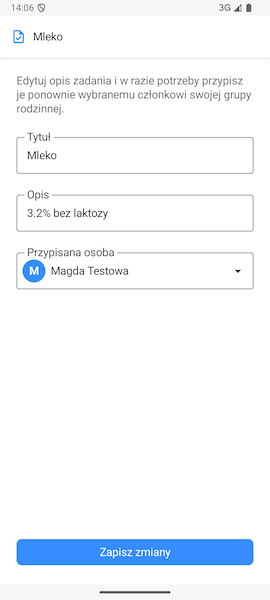 14:06 3G
Mleko
Edytuj opis zadania i w razie potrzeby przypisz
je ponownie wybranemu członkowi swojej grupy
rodzinnej.
Tytuł
Mleko
Opis
3.2% bez laktozy
Przypisana osoba
M Magda Testowa
Zapisz zmiany